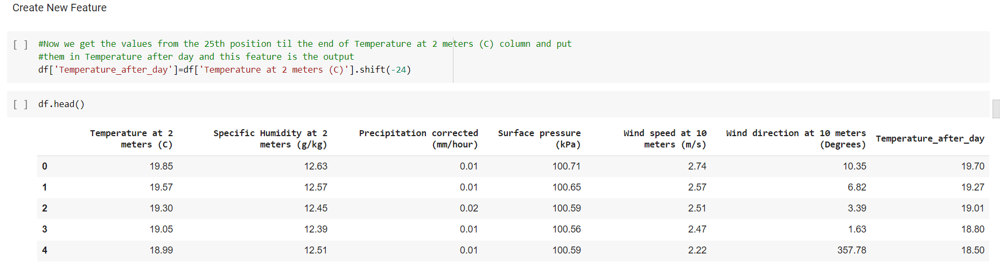 Create New Feature
[ ] #Now we get the values from the 25th position til the end of Temperature at 2 meters (C) column and put
#them in Temperature after day and this feature is the output
df['Temperature_after_day']=df['Temperature at 2 meters (C)'].shift(-24)
[ ] df.head()
Temperature at 2 meters (C) Specific Humidity at 2 meters (g/kg) Precipitation corrected (mm/hour) Surface pressure (kPa) Wind speed at 10 meters (m/s) Wind direction at 10 meters (Degrees) Temperature_after_day
0 19.85 12.63 0.01 100.71 2.74 10.35 19.70
1 19.57 12.57 0.01 100.65 2.57 6.82 19.27
2 19.30 12.45 0.02 100.59 2.51 3.39 19.01
3 19.05 12.39 0.01 100.56 2.47 1.63 18.80
4 18.99 12.51 0.01 100.59 2.22 357.78 18.50